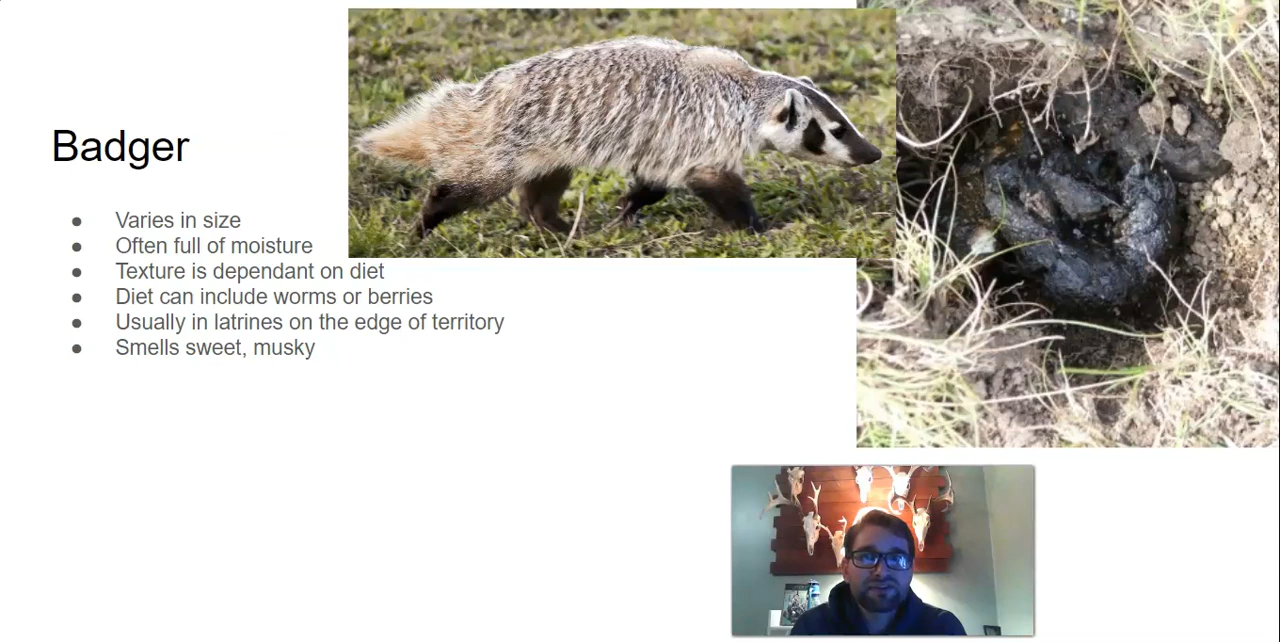 Badger
● Varies in size
● Often full of moisture
● Texture is dependant on diet
● Diet can include worms or berries
● Usually in latrines on the edge of territory
● Smells sweet, musky